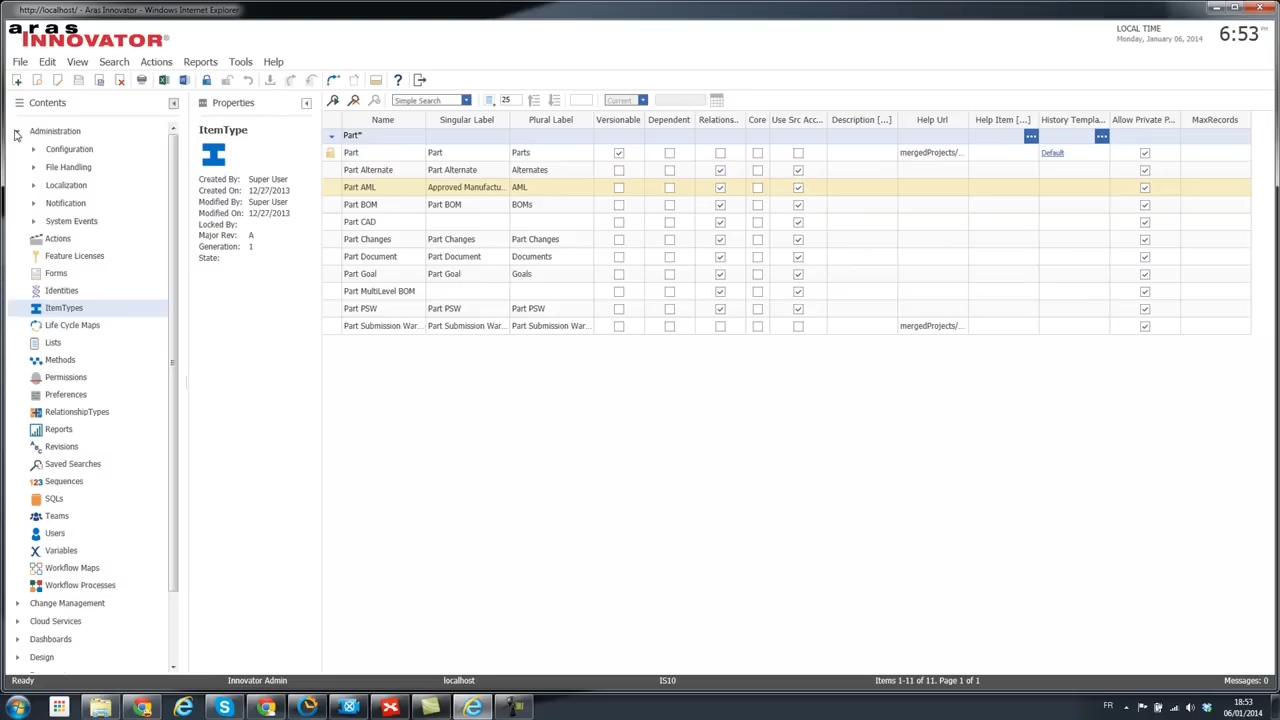 http://localhost/ - Aras Innovator - Windows Internet Explorer
aras
INNOVATOR®
LOCAL TIME
Monday, January 06, 2014
6:53 PM
File Edit View Search Actions Reports Tools Help
Contents
Properties
Simple Search 25 Current
Administration
Configuration
File Handling
Localization
Notification
System Events
Actions
Feature Licenses
Forms
Identities
ItemTypes
Life Cycle Maps
Lists
Methods
Permissions
Preferences
RelationshipTypes
Reports
Revisions
Saved Searches
Sequences
SQLs
Teams
Users
Variables
Workflow Maps
Workflow Processes
Change Management
Cloud Services
Dashboards
Design
ItemType
Created By: Super User
Created On: 12/27/2013
Modified By: Super User
Modified On: 12/27/2013
Locked By:
Major Rev: A
Generation: 1
State:
Name Singular Label Plural Label Versionable Dependent Relations... Core Use Src Acc... Description [...] Help Url Help Item [...] History Templa... Allow Private P... MaxRecords
Part*
Part Part Parts mergedProjects/... Default
Part Alternate Part Alternate Alternates
Part AML Approved Manufactu... AML
Part BOM Part BOM BOMs
Part CAD
Part Changes Part Changes Part Changes
Part Document Part Document Documents
Part Goal Part Goal Goals
Part MultiLevel BOM
Part PSW Part PSW Part PSW
Part Submission War... Part Submission War... Part Submission Wa... mergedProjects/...
Ready Innovator Admin localhost IS10 Items 1-11 of 11. Page 1 of 1 Messages: 0
FR 18:53
06/01/2014